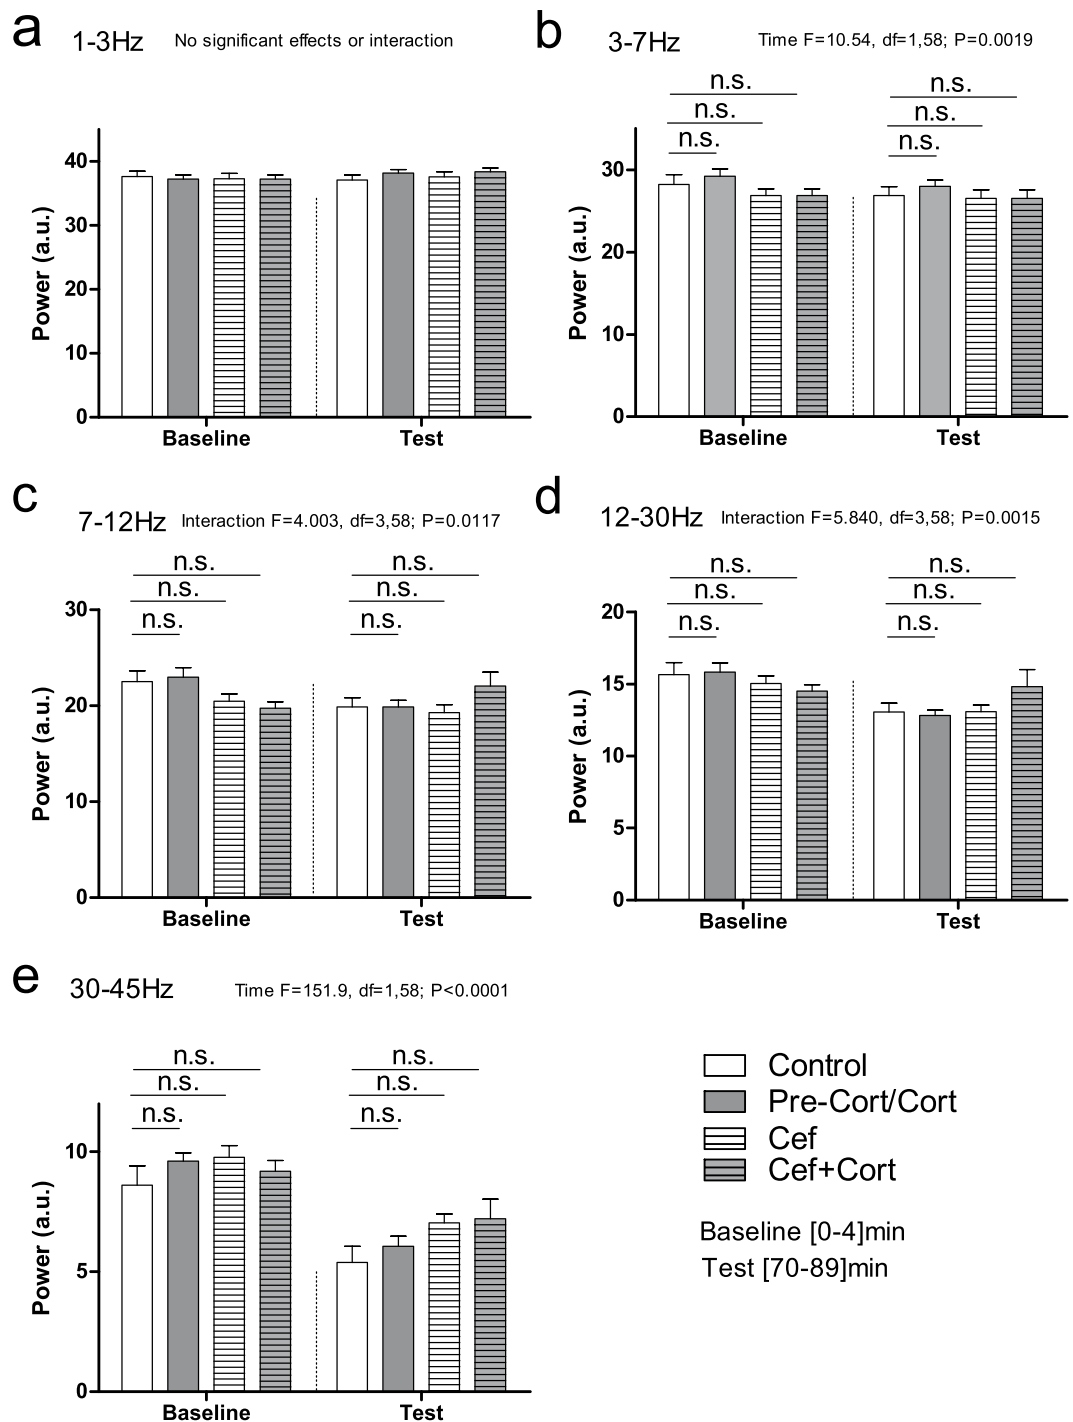 a 1-3Hz No significant effects or interaction
40
30
20
10
0
Power (a.u.)
Baseline Test
b 3-7Hz Time F=10.54, df=1,58; P=0.0019
n.s. n.s.
n.s. n.s.
n.s. n.s.
30
20
10
0
Power (a.u.)
Baseline Test
c 7-12Hz Interaction F=4.003, df=3,58; P=0.0117
n.s. n.s.
n.s. n.s.
n.s. n.s.
30
20
10
0
Power (a.u.)
Baseline Test
d 12-30Hz Interaction F=5.840, df=3,58; P=0.0015
n.s. n.s.
n.s. n.s.
n.s. n.s.
20
15
10
5
0
Power (a.u.)
Baseline Test
e 30-45Hz Time F=151.9, df=1,58; P<0.0001
n.s. n.s.
n.s. n.s.
n.s. n.s.
10
5
0
Power (a.u.)
Baseline Test
Control
Pre-Cort/Cort
Cef
Cef+Cort
Baseline [0-4]min
Test [70-89]min